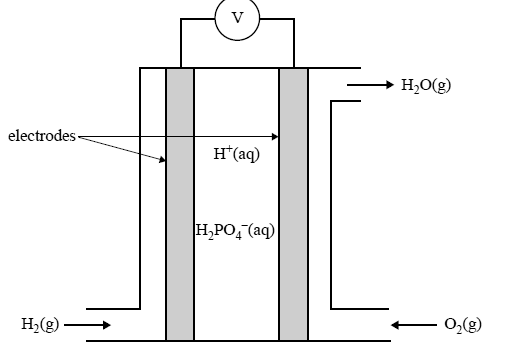 V
H₂O(g)
electrodes
H⁺(aq)
H₂PO₄⁻(aq)
H₂(g)
O₂(g)